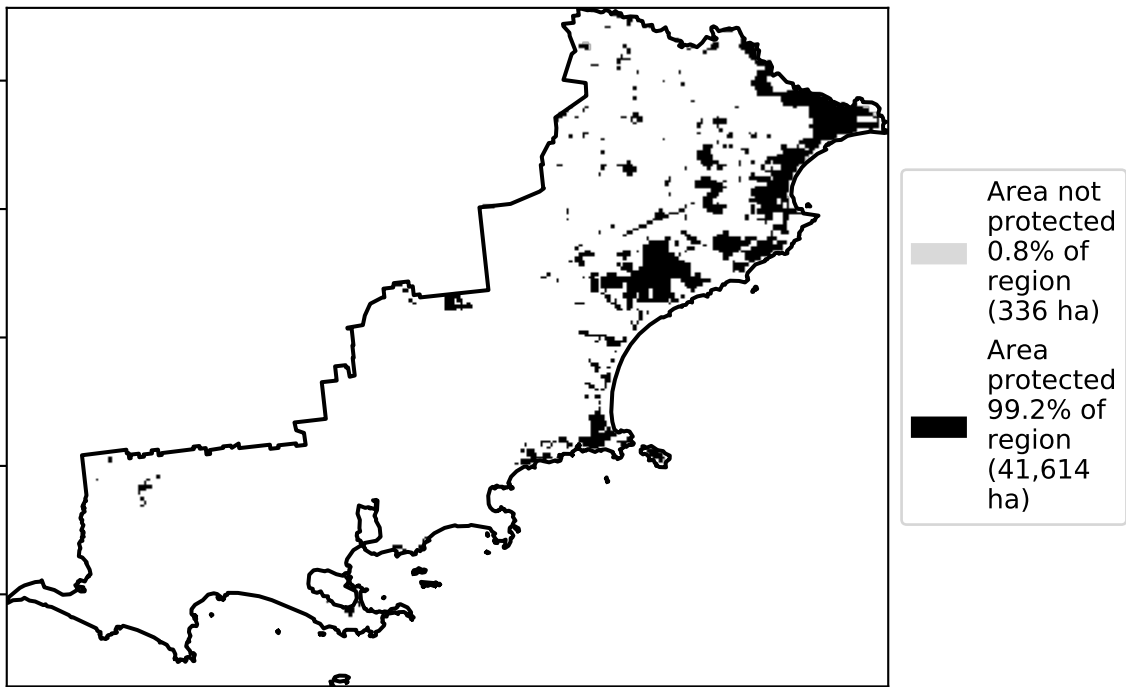 Area not
protected
0.8% of
region
(336 ha)
Area
protected
99.2% of
region
(41,614
ha)